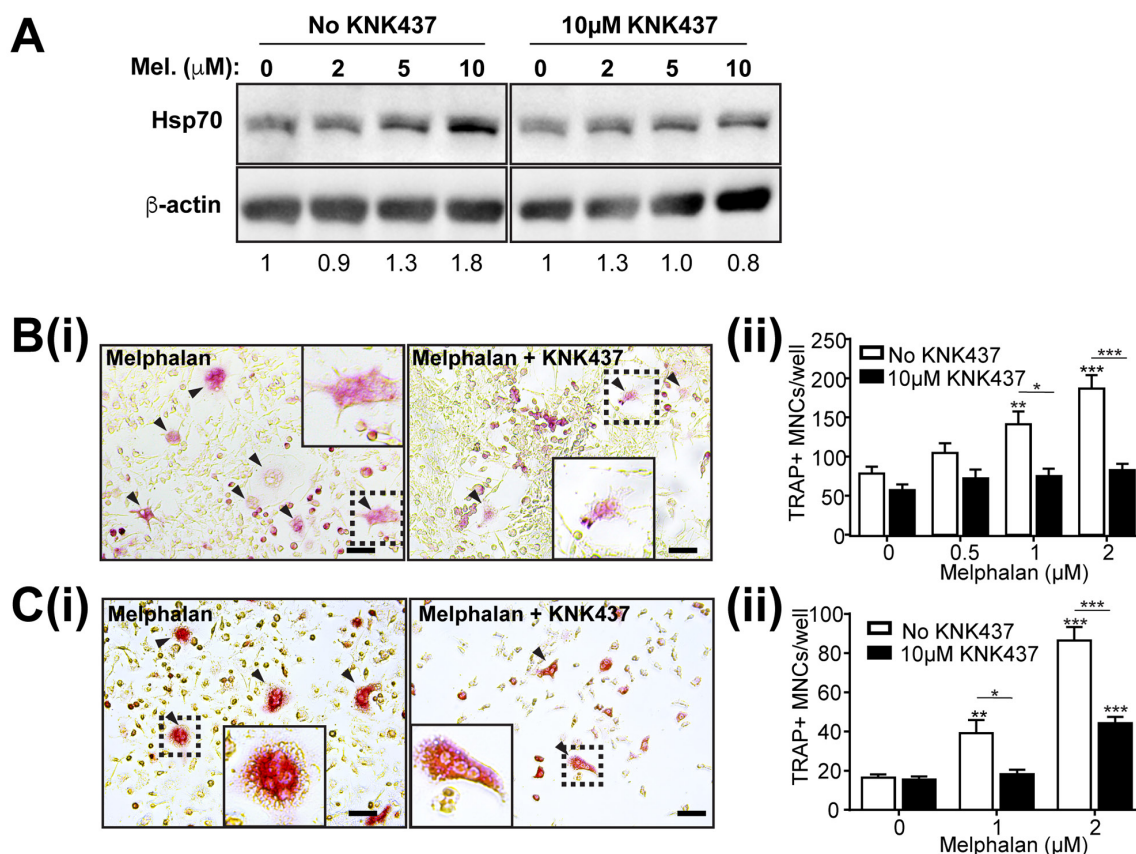 A
No KNK437 10µM KNK437
Mel. (µM): 0 2 5 10 0 2 5 10
Hsp70
β-actin
1 0.9 1.3 1.8 1 1.3 1.0 0.8
B(i)
Melphalan
Melphalan + KNK437
(ii)
TRAP+ MNCs/well
250
200
150
100
50
0
No KNK437
10µM KNK437
** * *** ***
0 0.5 1 2
Melphalan (µM)
C(i)
Melphalan
Melphalan + KNK437
(ii)
TRAP+ MNCs/well
100
80
60
40
20
0
No KNK437
10µM KNK437
** * *** *** ***
0 1 2
Melphalan (µM)